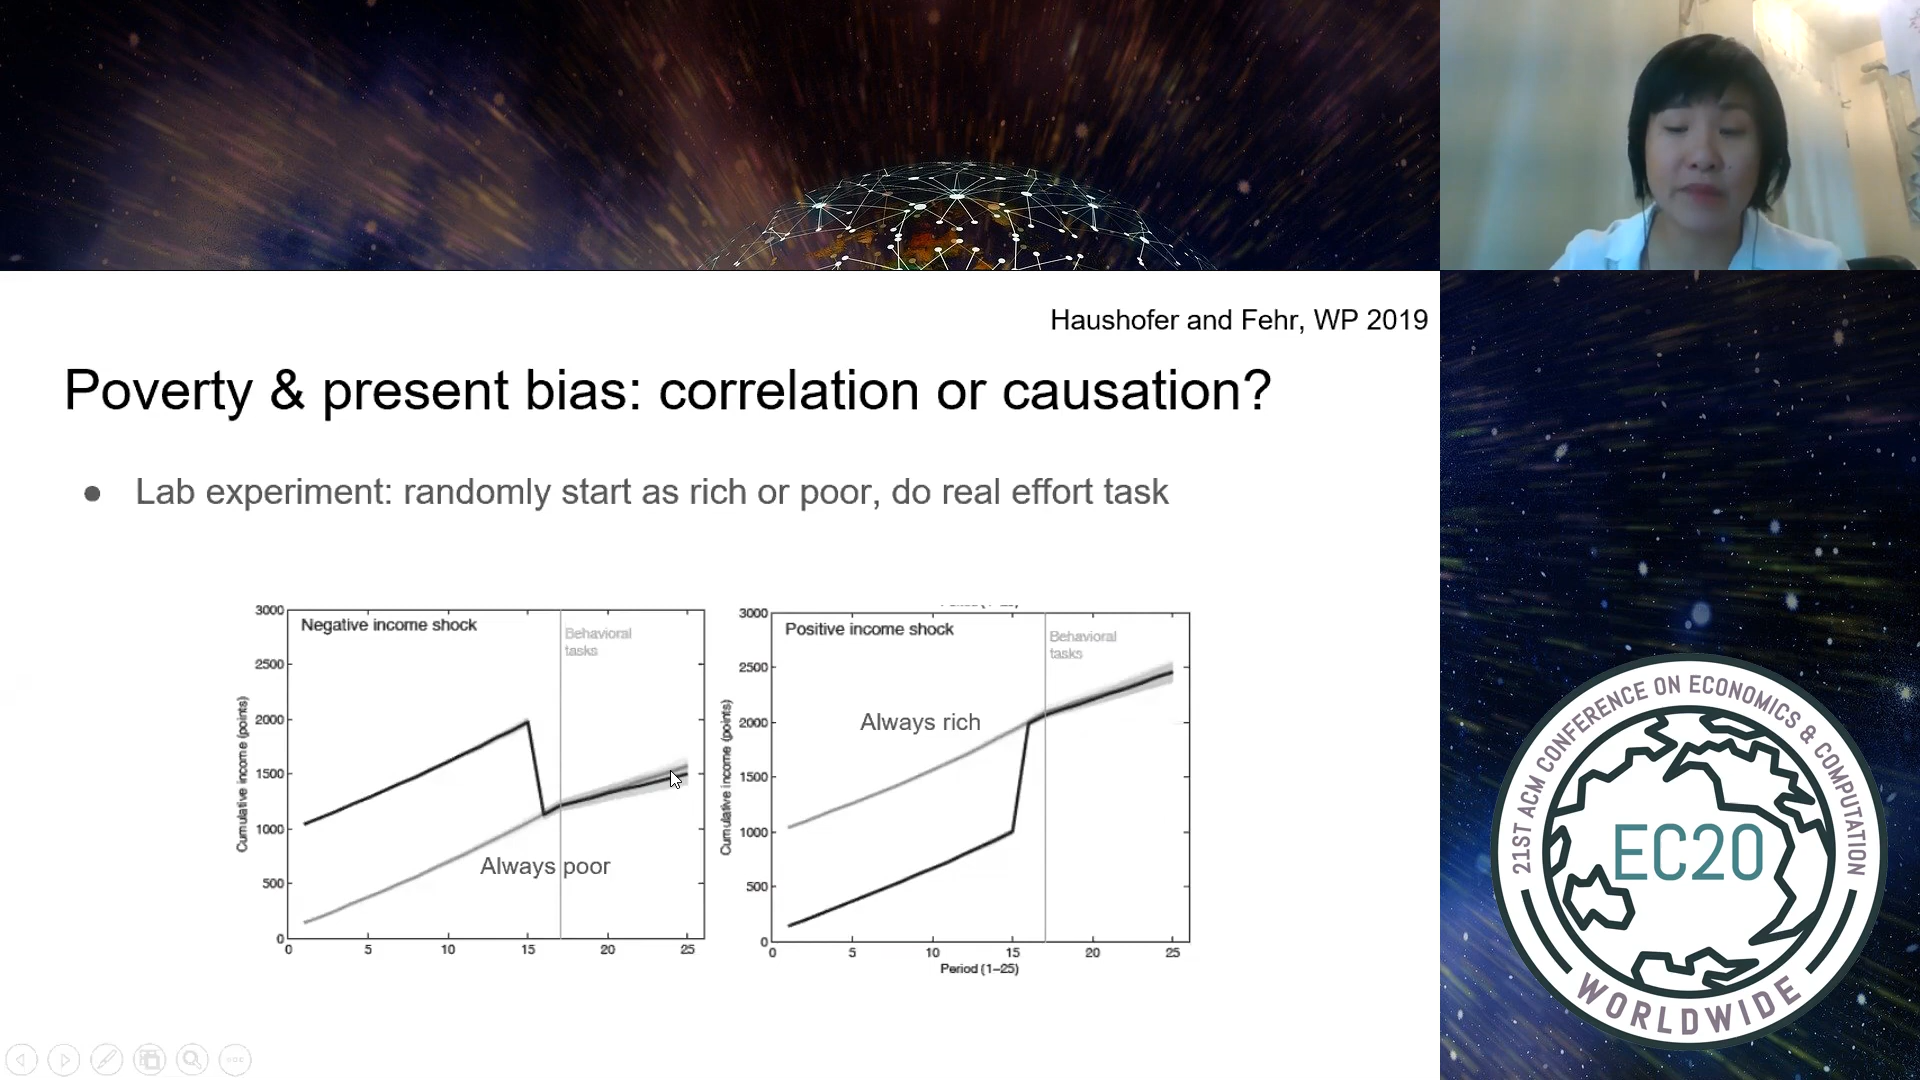 Haushofer and Fehr, WP 2019
Poverty & present bias: correlation or causation?
● Lab experiment: randomly start as rich or poor, do real effort task
Negative income shock
Behavioral
tasks
Always poor
Cumulative income (points)
3000
2500
2000
1500
1000
500
0
0 5 10 15 20 25
Positive income shock
Behavioral
tasks
Always rich
Cumulative income (points)
3000
2500
2000
1500
1000
500
0
0 5 10 15 20 25
Period (1–25)
21ST ACM CONFERENCE ON ECONOMICS & COMPUTATION
EC20
WORLDWIDE